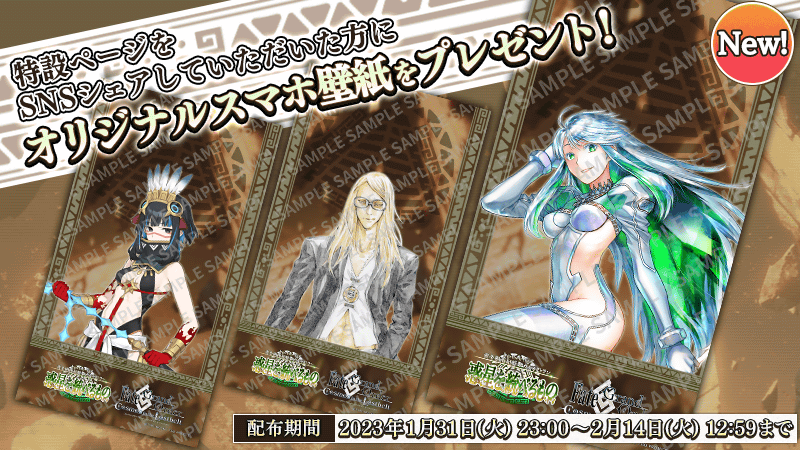 特設ページを
SNSシェアしていただいた方に
オリジナルスマホ壁紙をプレゼント!
New!
SAMPLE SAMPLE SAMPLE
配布期間 2023年1月31日(火) 23:00～2月14日(火) 12:59まで